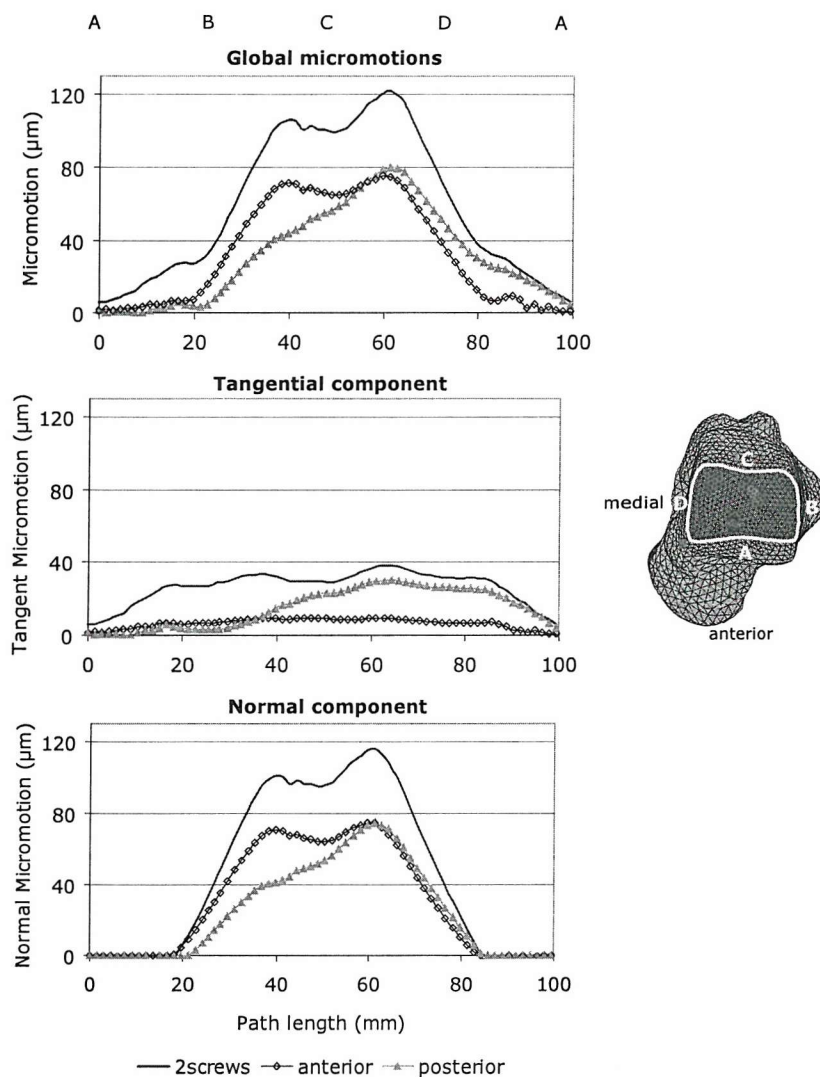 A B C D A
Global micromotions
Micromotion (µm)
120
80
40
0
0 20 40 60 80 100
Tangential component
Tangent Micromotion (µm)
120
80
40
0
0 20 40 60 80 100
C
medial D B
A
anterior
Normal component
Normal Micromotion (µm)
120
80
40
0
0 20 40 60 80 100
Path length (mm)
2screws anterior posterior